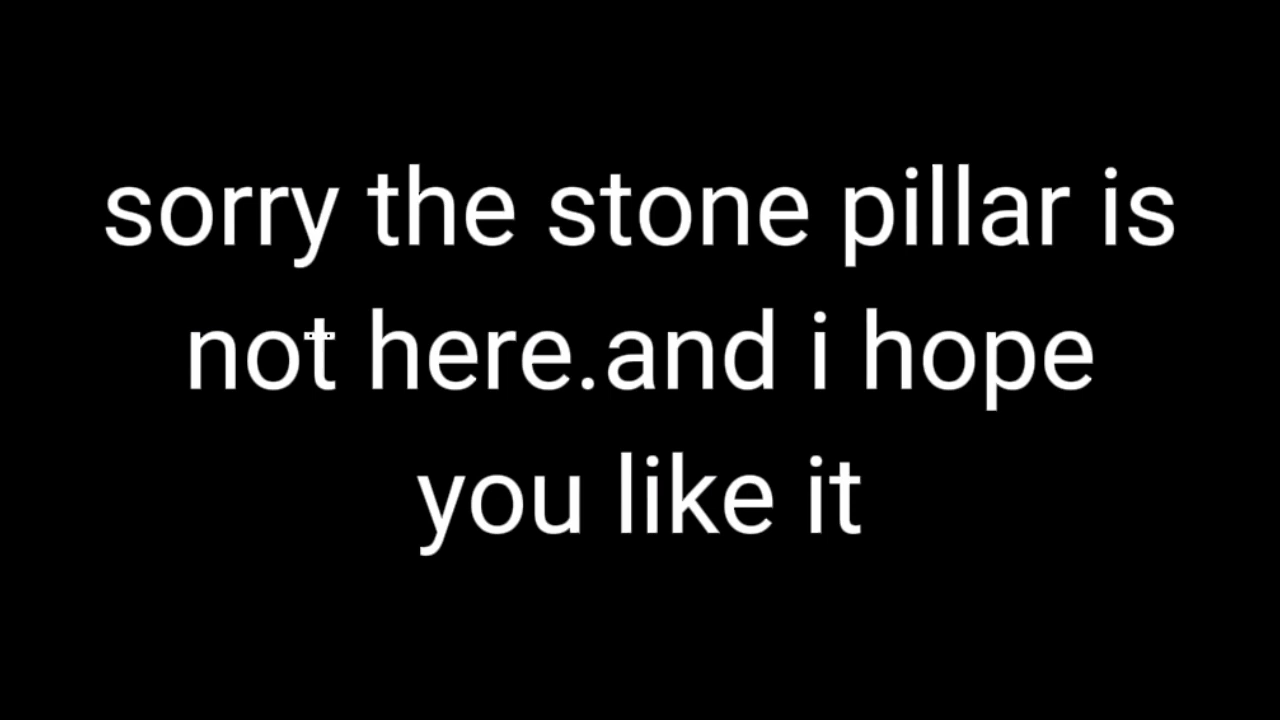 sorry the stone pillar is
not here.and i hope
you like it